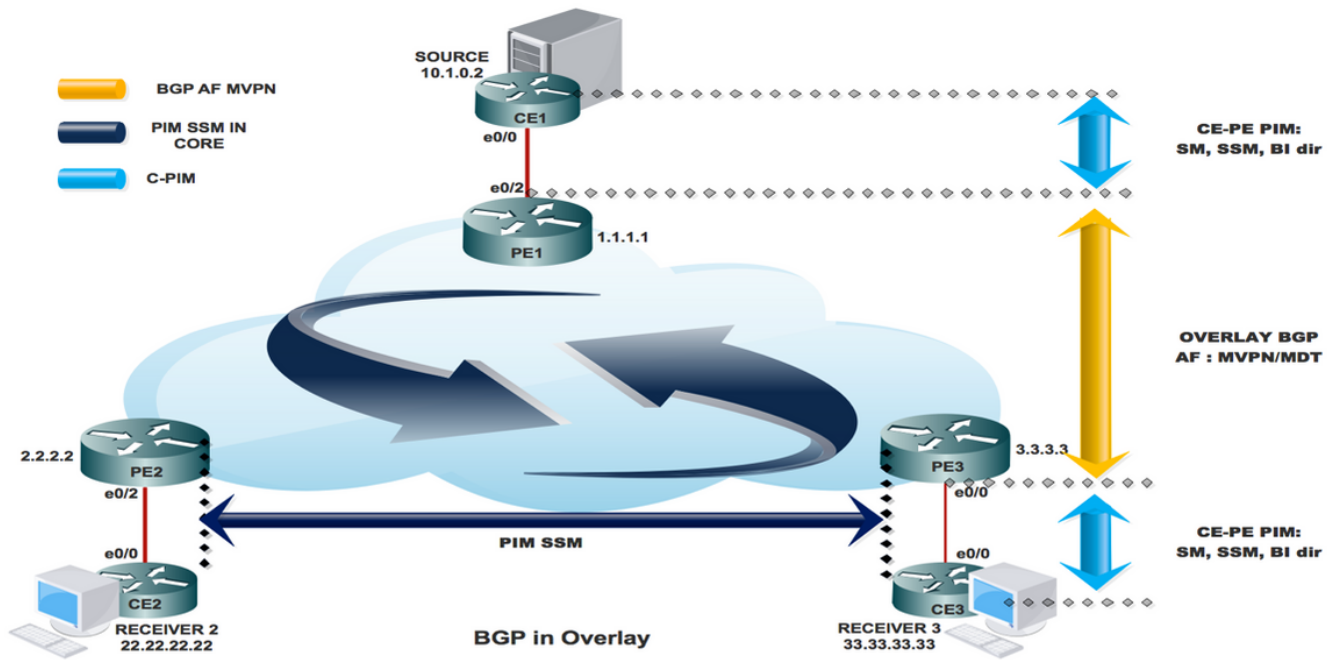 SOURCE
10.1.0.2
BGP AF MVPN
PIM SSM IN
CORE
C-PIM
CE1
e0/0
e0/2
PE1
1.1.1.1
CE-PE PIM:
SM, SSM, BI dir
OVERLAY BGP
AF : MVPN/MDT
2.2.2.2
PE2
e0/2
PE3
3.3.3.3
e0/0
PIM SSM
e0/0
CE2
RECEIVER 2
22.22.22.22
BGP in Overlay
e0/0
CE3
RECEIVER 3
33.33.33.33
CE-PE PIM:
SM, SSM, BI dir